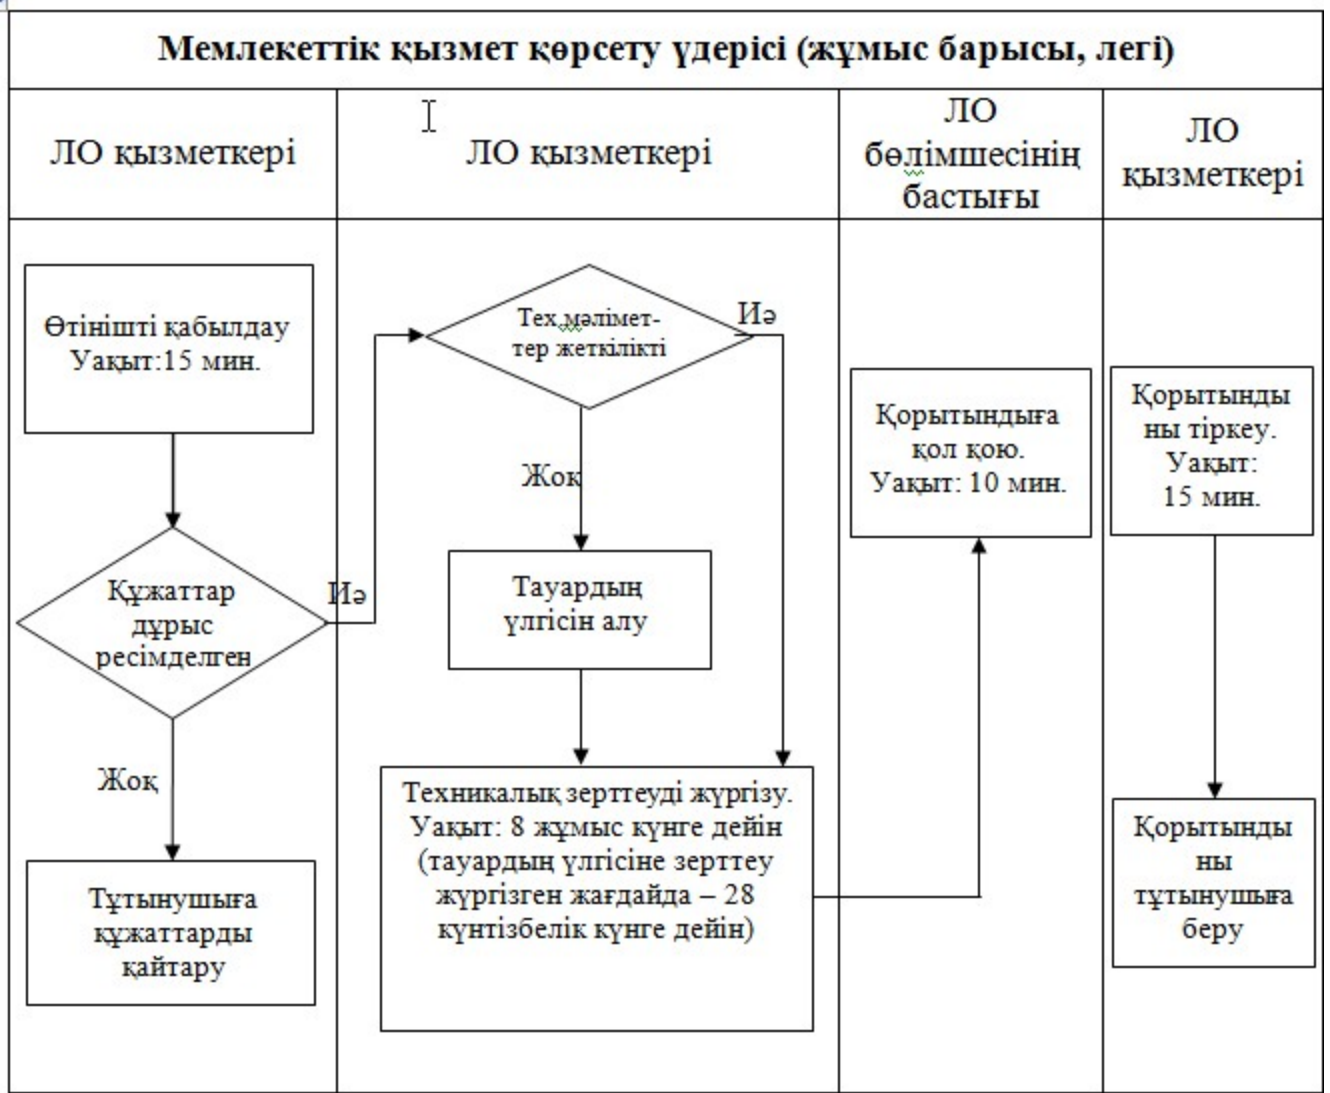 Мемлекеттік қызмет қөрсету үдерісі (жұмыс барысы, легі)
ЛО қызметкері
ЛО қызметкері
ЛО
бөлімшесінің
бастығы
ЛО
қызметкері
Өтінішті қабылдау
Уақыт:15 мин.
Құжаттар
дұрыс
ресімделген
Иә
Жоқ
Тұтынушыға
құжаттарды
қайтару
Тех.мәлімет-
тер жеткілікті
Иә
Жоқ
Тауардың
үлгісін алу
Техникалық зерттеуді жүргізу.
Уақыт: 8 жұмыс күнге дейін
(тауардың үлгісіне зерттеу
жүргізген жағдайда – 28
күнтізбелік күнге дейін)
Қорытындыға
қол қою.
Уақыт: 10 мин.
Қорытынды
ны тіркеу.
Уақыт:
15 мин.
Қорытынды
ны
тұтынушыға
беру